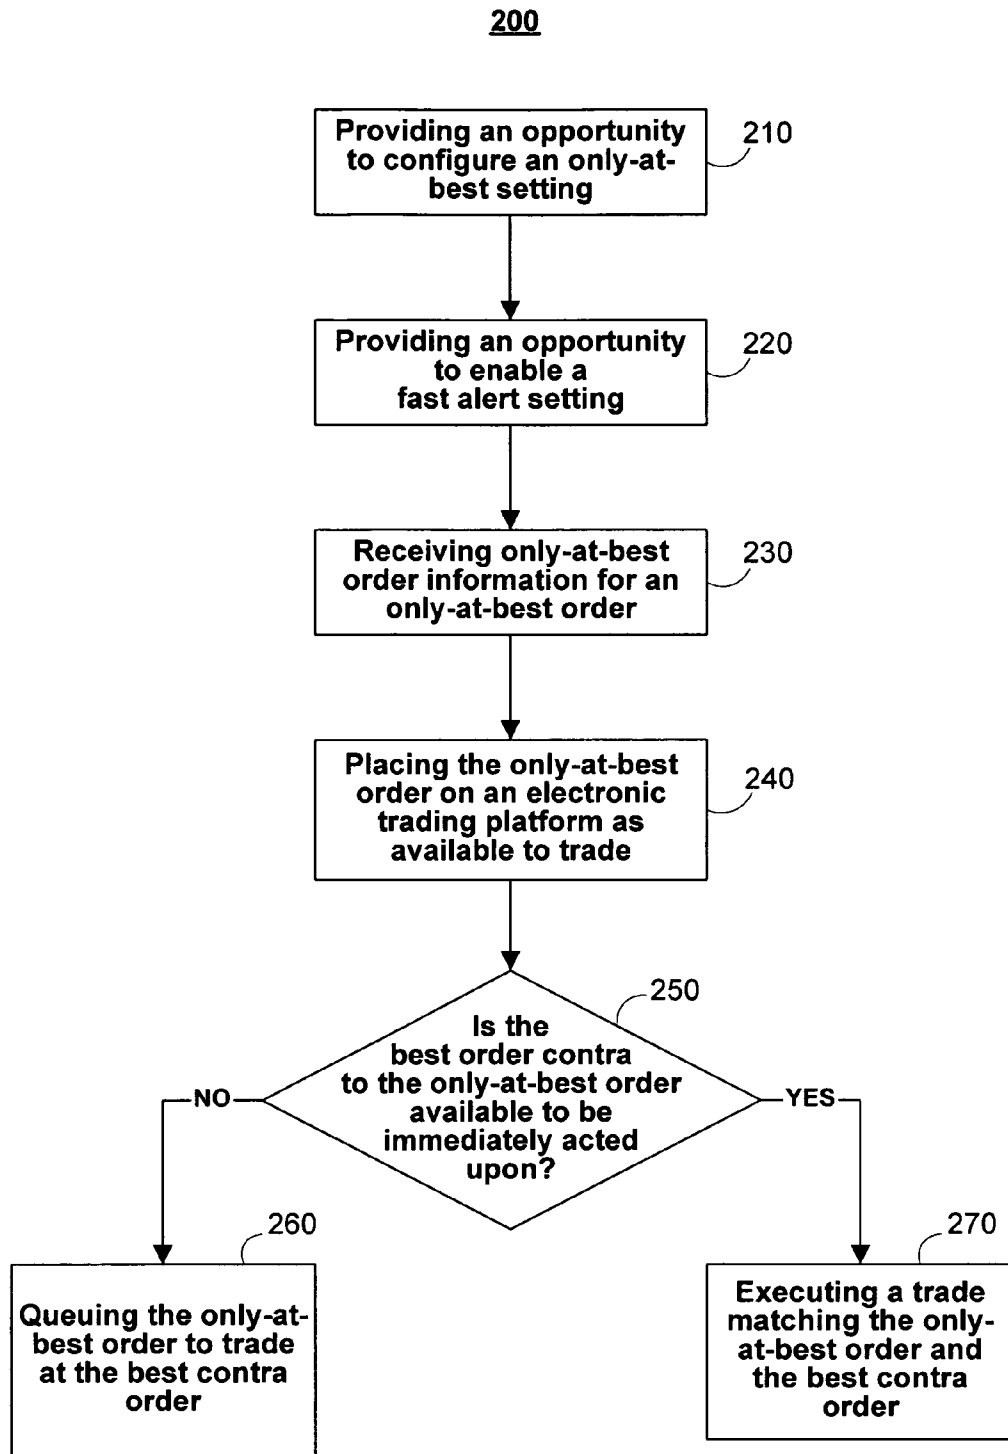 200
Providing an opportunity
to configure an only-at-
best setting
210
Providing an opportunity
to enable a
fast alert setting
220
Receiving only-at-best
order information for an
only-at-best order
230
Placing the only-at-best
order on an electronic
trading platform as
available to trade
240
250
Is the
best order contra
to the only-at-best order
available to be
immediately acted
upon?
NO
YES
260
Queuing the only-at-
best order to trade
at the best contra
order
270
Executing a trade
matching the only-
at-best order and
the best contra
order